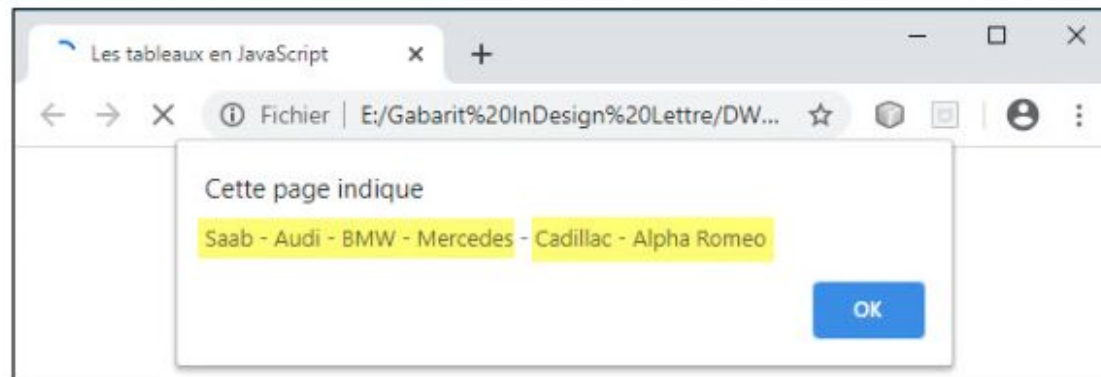 Les tableaux en JavaScript
Fichier | E:/Gabarit%20InDesign%20Lettre/DW...
Cette page indique
Saab - Audi - BMW - Mercedes - Cadillac - Alpha Romeo
OK